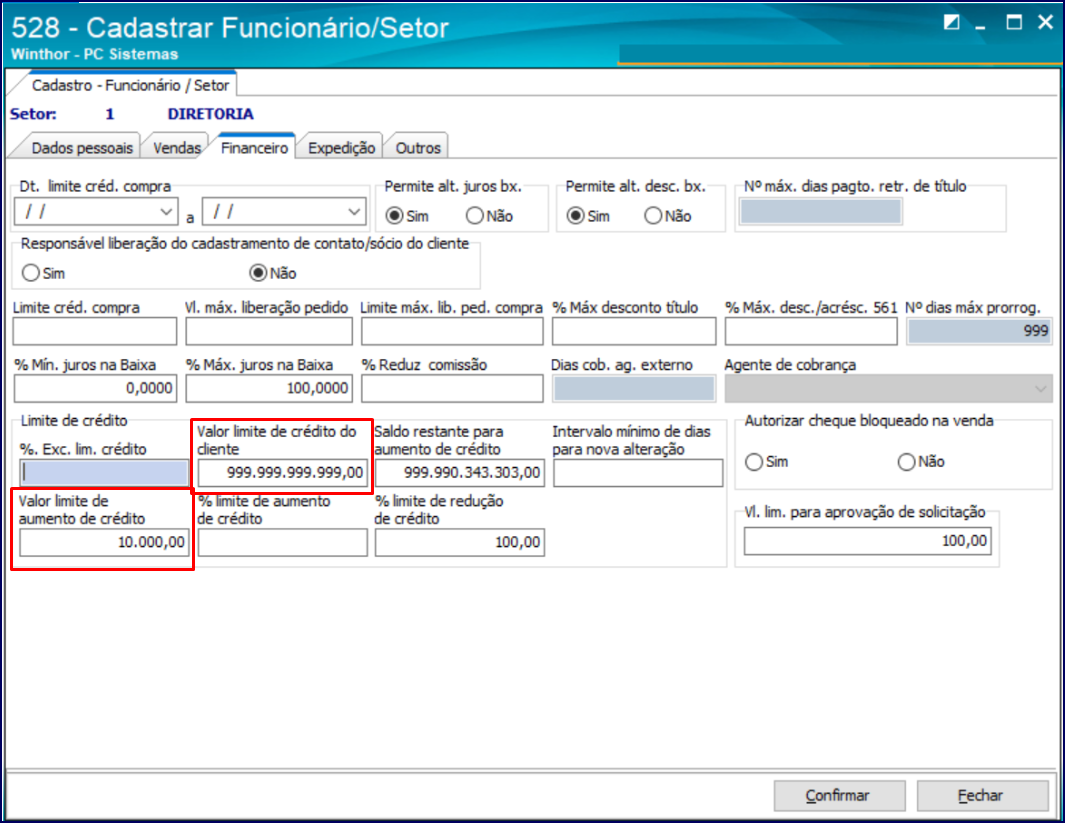 528 - Cadastrar Funcionário/Setor
Winthor - PC Sistemas
Cadastro - Funcionário / Setor
Setor: 1 DIRETORIA
Dados pessoais Vendas Financeiro Expedição Outros
Dt. limite créd. compra
/ / a / /
Permite alt. juros bx.
Sim Não
Permite alt. desc. bx.
Sim Não
Nº máx. dias pagto. retr. de título
Responsável liberação do cadastramento de contato/sócio do cliente
Sim Não
Limite créd. compra Vl. máx. liberação pedido Limite máx. lib. ped. compra % Máx desconto título % Máx. desc./acrésc. 561 Nº dias máx prorrog.
999
% Mín. juros na Baixa % Máx. juros na Baixa % Reduz comissão Dias cob. ag. externo Agente de cobrança
0,0000 100,0000
Limite de crédito
%. Exc. lim. crédito
Valor limite de crédito do
cliente
999.999.999.999,00
Saldo restante para
aumento de crédito
999.990.343.303,00
Intervalo mínimo de dias
para nova alteração
Autorizar cheque bloqueado na venda
Sim Não
Valor limite de
aumento de crédito
10.000,00
% limite de aumento
de crédito
% limite de redução
de crédito
100,00
Vl. lim. para aprovação de solicitação
100,00
Confirmar Fechar